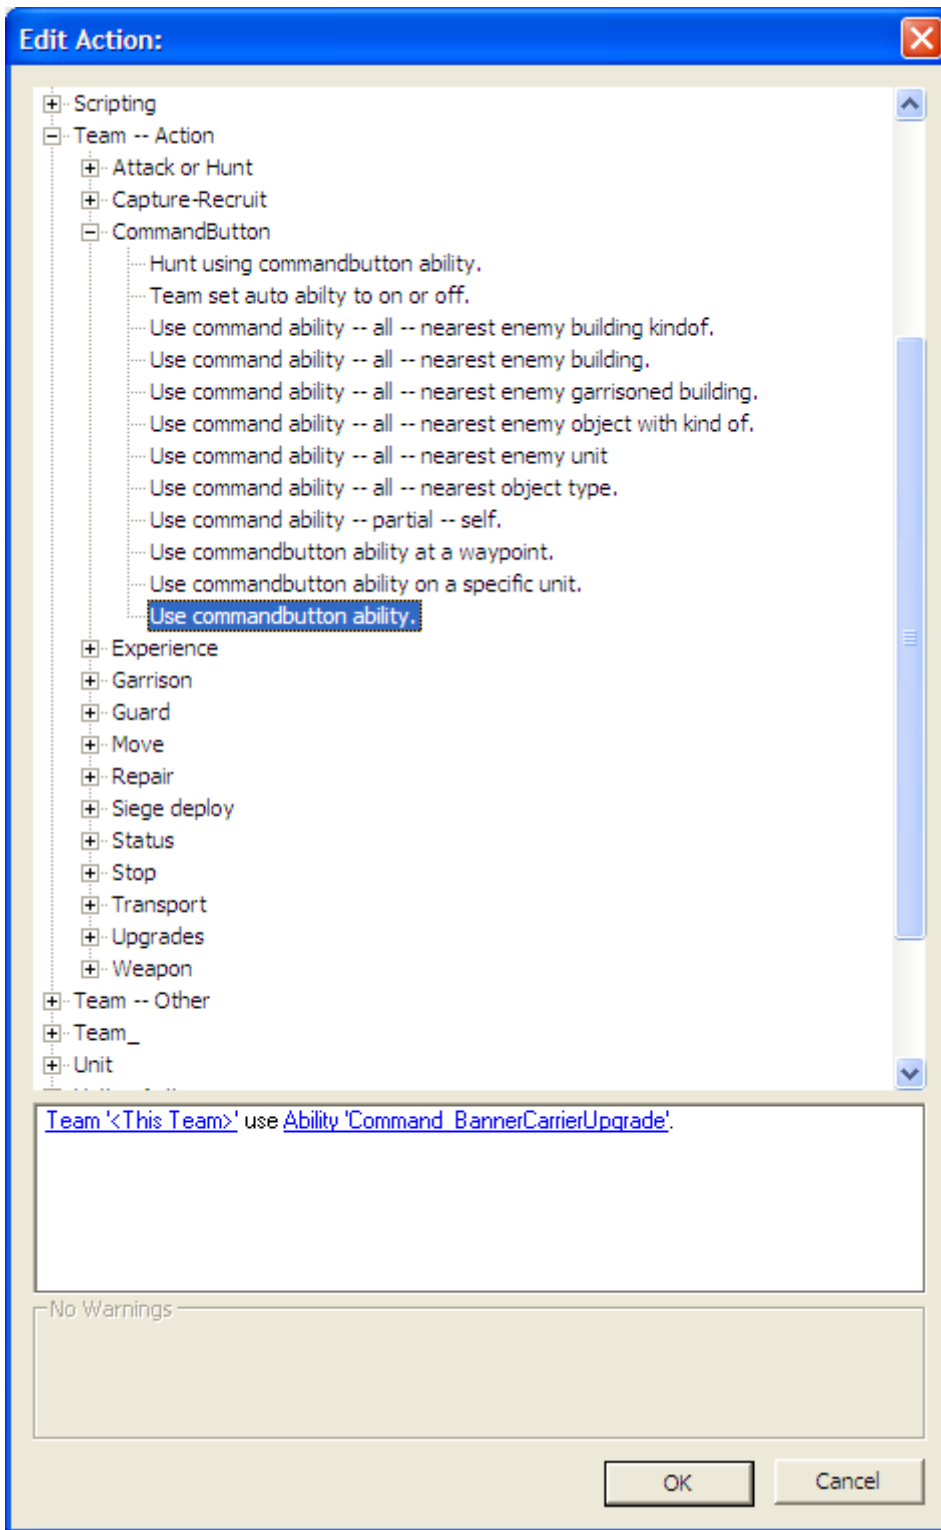 Edit Action:
Scripting
Team -- Action
Attack or Hunt
Capture-Recruit
CommandButton
Hunt using commandbutton ability.
Team set auto abilty to on or off.
Use command ability -- all -- nearest enemy building kindof.
Use command ability -- all -- nearest enemy building.
Use command ability -- all -- nearest enemy garrisoned building.
Use command ability -- all -- nearest enemy object with kind of.
Use command ability -- all -- nearest enemy unit
Use command ability -- all -- nearest object type.
Use command ability -- partial -- self.
Use commandbutton ability at a waypoint.
Use commandbutton ability on a specific unit.
Use commandbutton ability.
Experience
Garrison
Guard
Move
Repair
Siege deploy
Status
Stop
Transport
Upgrades
Weapon
Team -- Other
Team_
Unit
Team '<This Team>' use Ability 'Command_BannerCarrierUpgrade'.
No Warnings
OK
Cancel